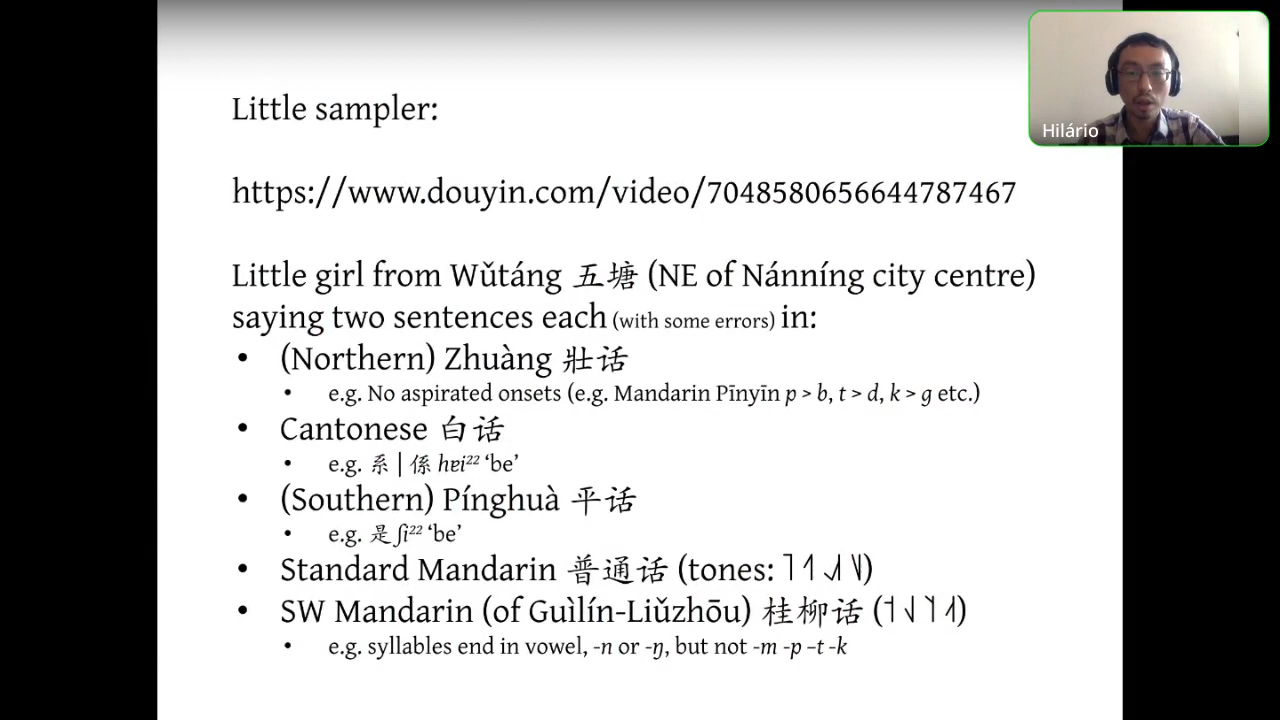 Little sampler:
https://www.douyin.com/video/7048580656644787467
Little girl from Wǔtáng 五塘 (NE of Nánníng city centre)
saying two sentences each (with some errors) in:
• (Northern) Zhuàng 壯话
• e.g. No aspirated onsets (e.g. Mandarin Pīnyīn p > b, t > d, k > g etc.)
• Cantonese 白话
• e.g. 系 | 係 hɐi²² ‘be’
• (Southern) Pínghuà 平话
• e.g. 是 ʃi²² ‘be’
• Standard Mandarin 普通话 (tones: ˥ ˧˥ ˨˩˦ ˥˩)
• SW Mandarin (of Guìlín-Liǔzhōu) 桂柳话 (˦ ˨˩ ˥˧ ˨˦)
• e.g. syllables end in vowel, -n or -ŋ, but not -m -p –t -k
Hilário